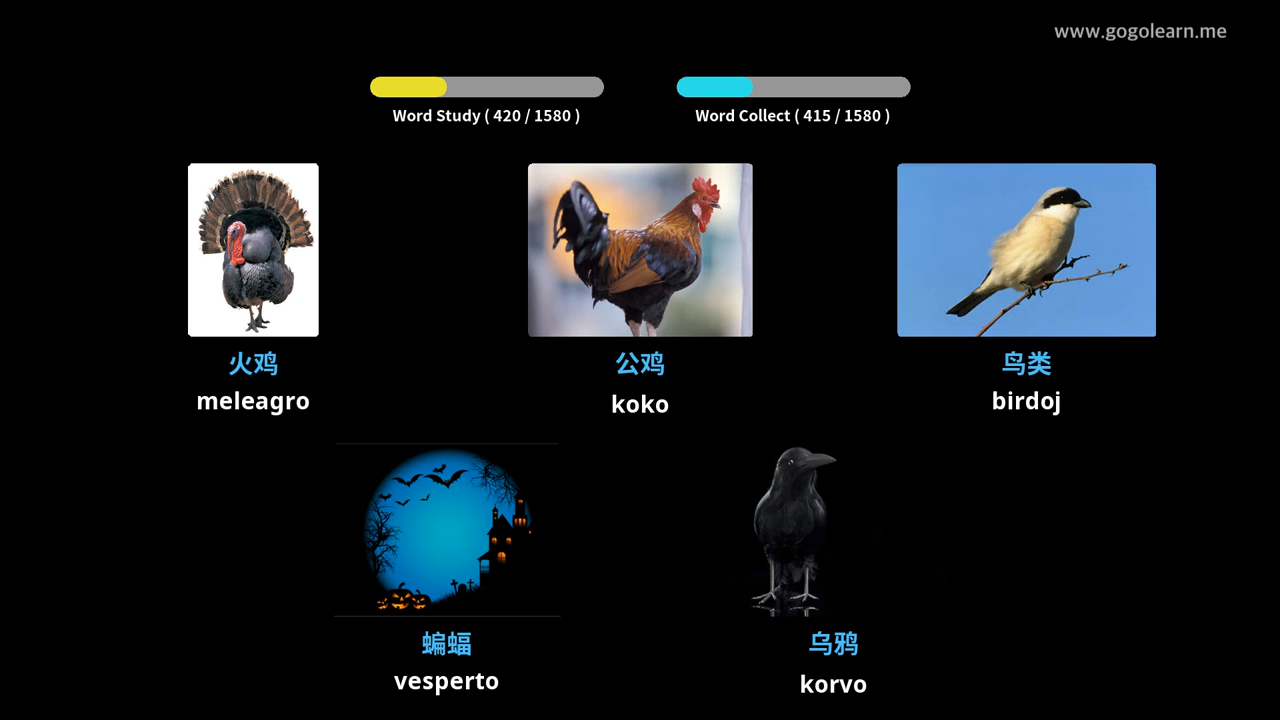 www.gogolearn.me
Word Study ( 420 / 1580 )
Word Collect ( 415 / 1580 )
火鸡
meleagro
公鸡
koko
鸟类
birdoj
蝙蝠
vesperto
乌鸦
korvo